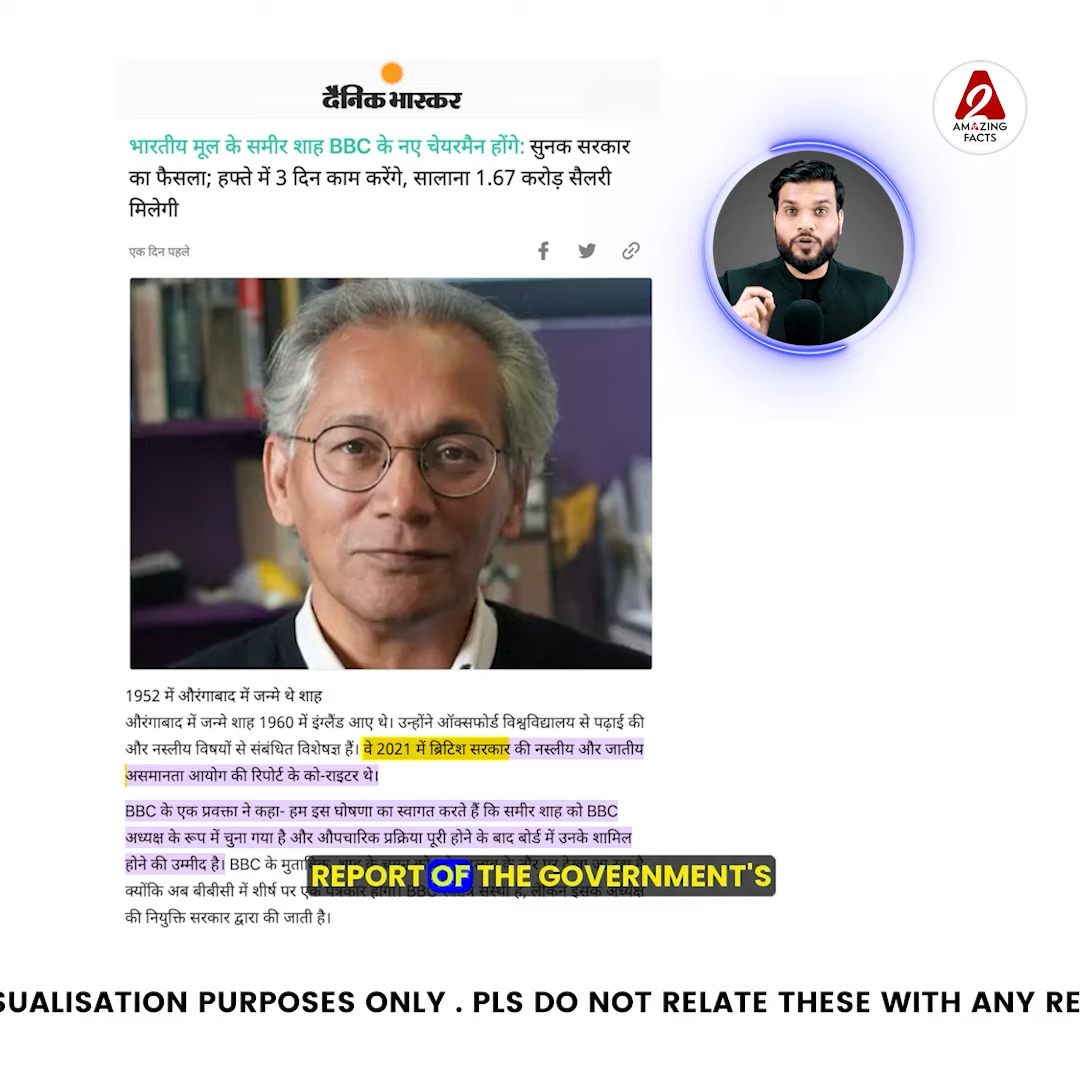 दैनिक भास्कर
2
AMAZING
FACTS
भारतीय मूल के समीर शाह BBC के नए चेयरमैन होंगे: सुनक सरकार
का फैसला; हफ्ते में 3 दिन काम करेंगे, सालाना 1.67 करोड़ सैलरी
मिलेगी
एक दिन पहले
1952 में औरंगाबाद में जन्मे थे शाह
औरंगाबाद में जन्मे शाह 1960 में इंग्लैंड आए थे। उन्होंने ऑक्सफोर्ड विश्वविद्यालय से पढ़ाई की
और नस्लीय विषयों से संबंधित विशेषज्ञ हैं। वे 2021 में ब्रिटिश सरकार की नस्लीय और जातीय
असमानता आयोग की रिपोर्ट के को-राइटर थे।
BBC के एक प्रवक्ता ने कहा- हम इस घोषणा का स्वागत करते हैं कि समीर शाह को BBC
अध्यक्ष के रूप में चुना गया है और औपचारिक प्रक्रिया पूरी होने के बाद बोर्ड में उनके शामिल
होने की उम्मीद है। BBC के
REPORT OF THE GOVERNMENT'S
क्योंकि अब बीबीसी में शीर्ष पर
की नियुक्ति सरकार द्वारा की जाती है।
SUALISATION PURPOSES ONLY . PLS DO NOT RELATE THESE WITH ANY RE